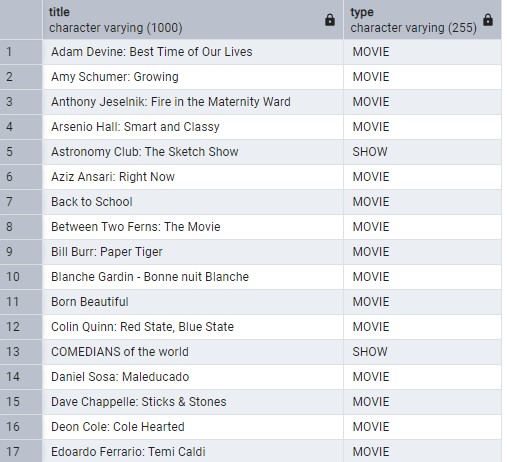 title type
character varying (1000) character varying (255)
1 Adam Devine: Best Time of Our Lives MOVIE
2 Amy Schumer: Growing MOVIE
3 Anthony Jeselnik: Fire in the Maternity Ward MOVIE
4 Arsenio Hall: Smart and Classy MOVIE
5 Astronomy Club: The Sketch Show SHOW
6 Aziz Ansari: Right Now MOVIE
7 Back to School MOVIE
8 Between Two Ferns: The Movie MOVIE
9 Bill Burr: Paper Tiger MOVIE
10 Blanche Gardin - Bonne nuit Blanche MOVIE
11 Born Beautiful MOVIE
12 Colin Quinn: Red State, Blue State MOVIE
13 COMEDIANS of the world SHOW
14 Daniel Sosa: Maleducado MOVIE
15 Dave Chappelle: Sticks & Stones MOVIE
16 Deon Cole: Cole Hearted MOVIE
17 Edoardo Ferrario: Temi Caldi MOVIE